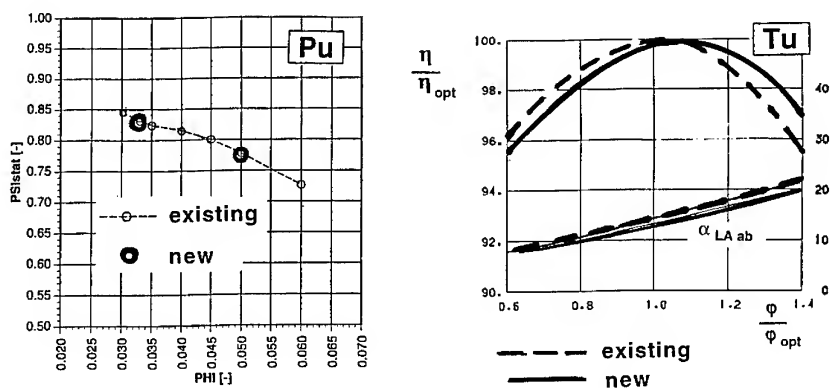 Pu
PSIstat [-]
1.00
0.95
0.90
0.85
0.80
0.75
0.70
0.65
0.60
0.55
0.50
existing
new
0.020
0.025
0.030
0.035
0.040
0.045
0.050
0.055
0.060
0.065
0.070
PHI [-]
Tu
η
η opt
100.
98.
96.
94.
92.
90.
40
30
20
10
0
α LA ab
0.6
0.8
1.0
1.2
1.4
φ
φ opt
existing
new